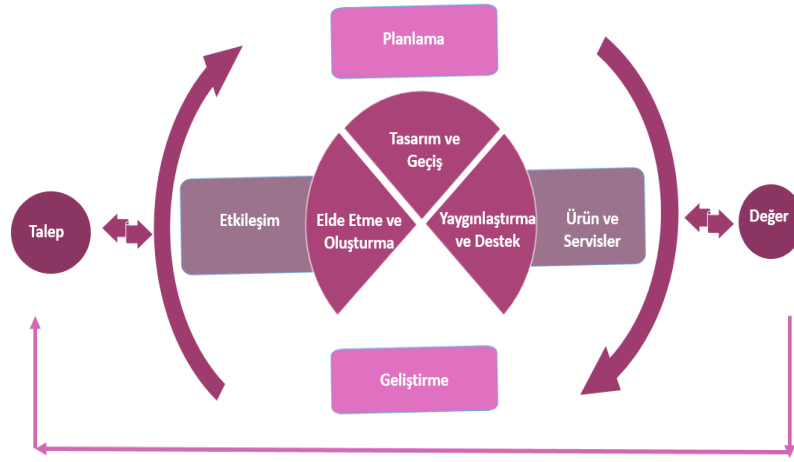 Planlama
Tasarım ve
Geçiş
Etkileşim
Elde Etme ve
Oluşturma
Yaygınlaştırma
ve Destek
Ürün ve
Servisler
Talep
Değer
Geliştirme